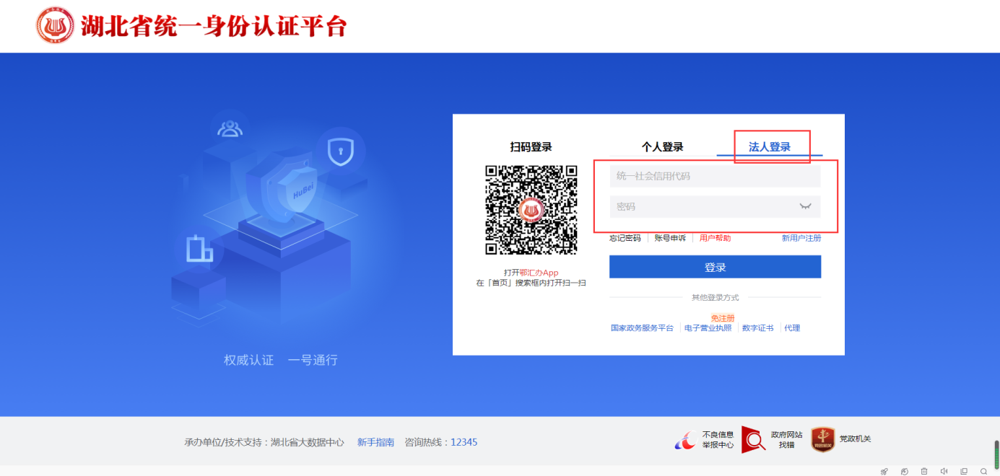 湖北省统一身份认证平台
HuBei
权威认证 一号通行
扫码登录
打开鄂汇办App
在「首页」搜索框内打开扫一扫
个人登录 法人登录
统一社会信用代码
密码
忘记密码 账号申诉 用户帮助 新用户注册
登录
其他登录方式
免注册
国家政务服务平台 电子营业执照 数字证书 代理
承办单位/技术支持：湖北省大数据中心 新手指南 咨询热线：12345
不良信息
举报中心
政府网站
找错
党政机关